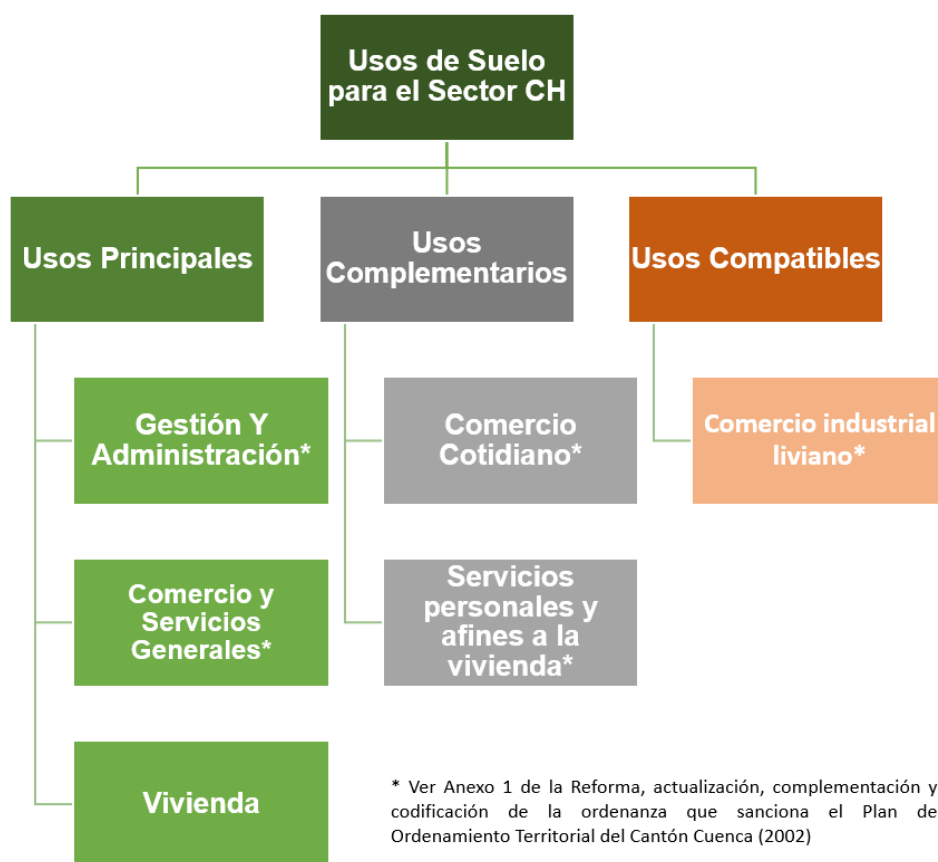 Usos de Suelo
para el Sector CH
Usos Principales
Usos
Complementarios
Usos Compatibles
Gestión Y
Administración*
Comercio
Cotidiano*
Comercio industrial
liviano*
Comercio y
Servicios
Generales*
Servicios
personales y
afines a la
vivienda*
Vivienda
* Ver Anexo 1 de la Reforma, actualización, complementación y
codificación de la ordenanza que sanciona el Plan de
Ordenamiento Territorial del Cantón Cuenca (2002)